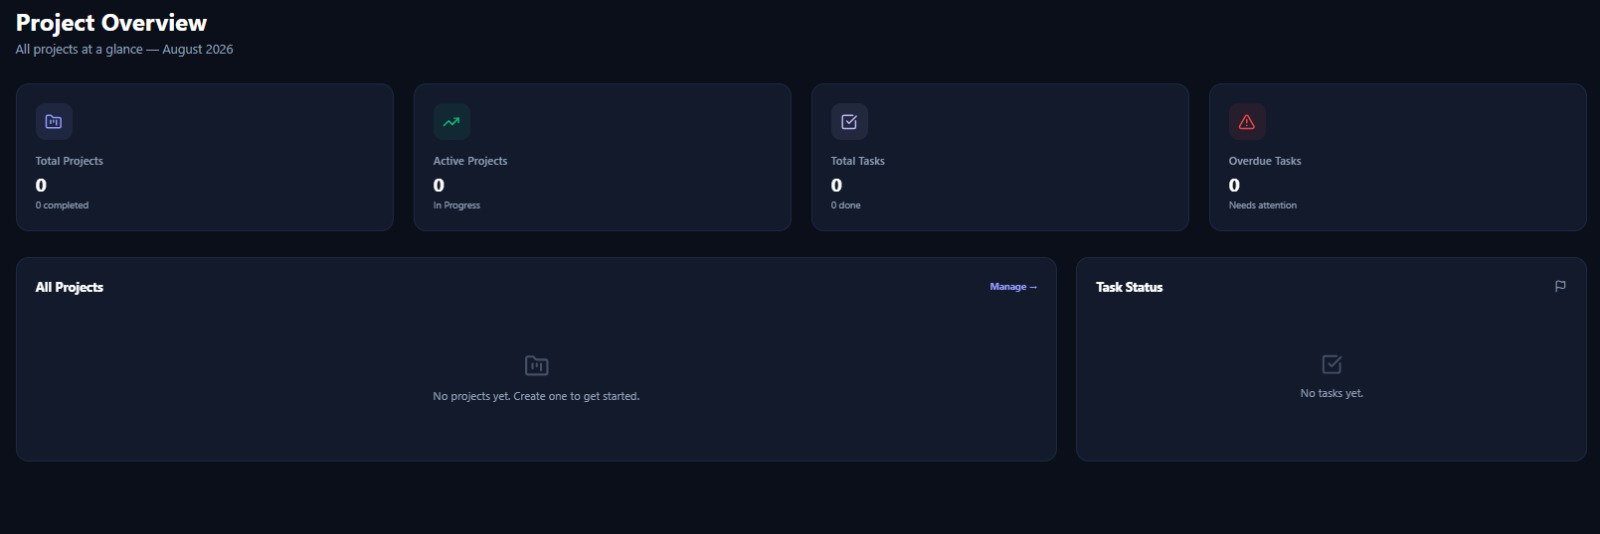 Project Overview
All projects at a glance — August 2026
Total Projects
0
0 completed
Active Projects
0
In Progress
Total Tasks
0
0 done
Overdue Tasks
0
Needs attention
All Projects
Manage →
No projects yet. Create one to get started.
Task Status
No tasks yet.